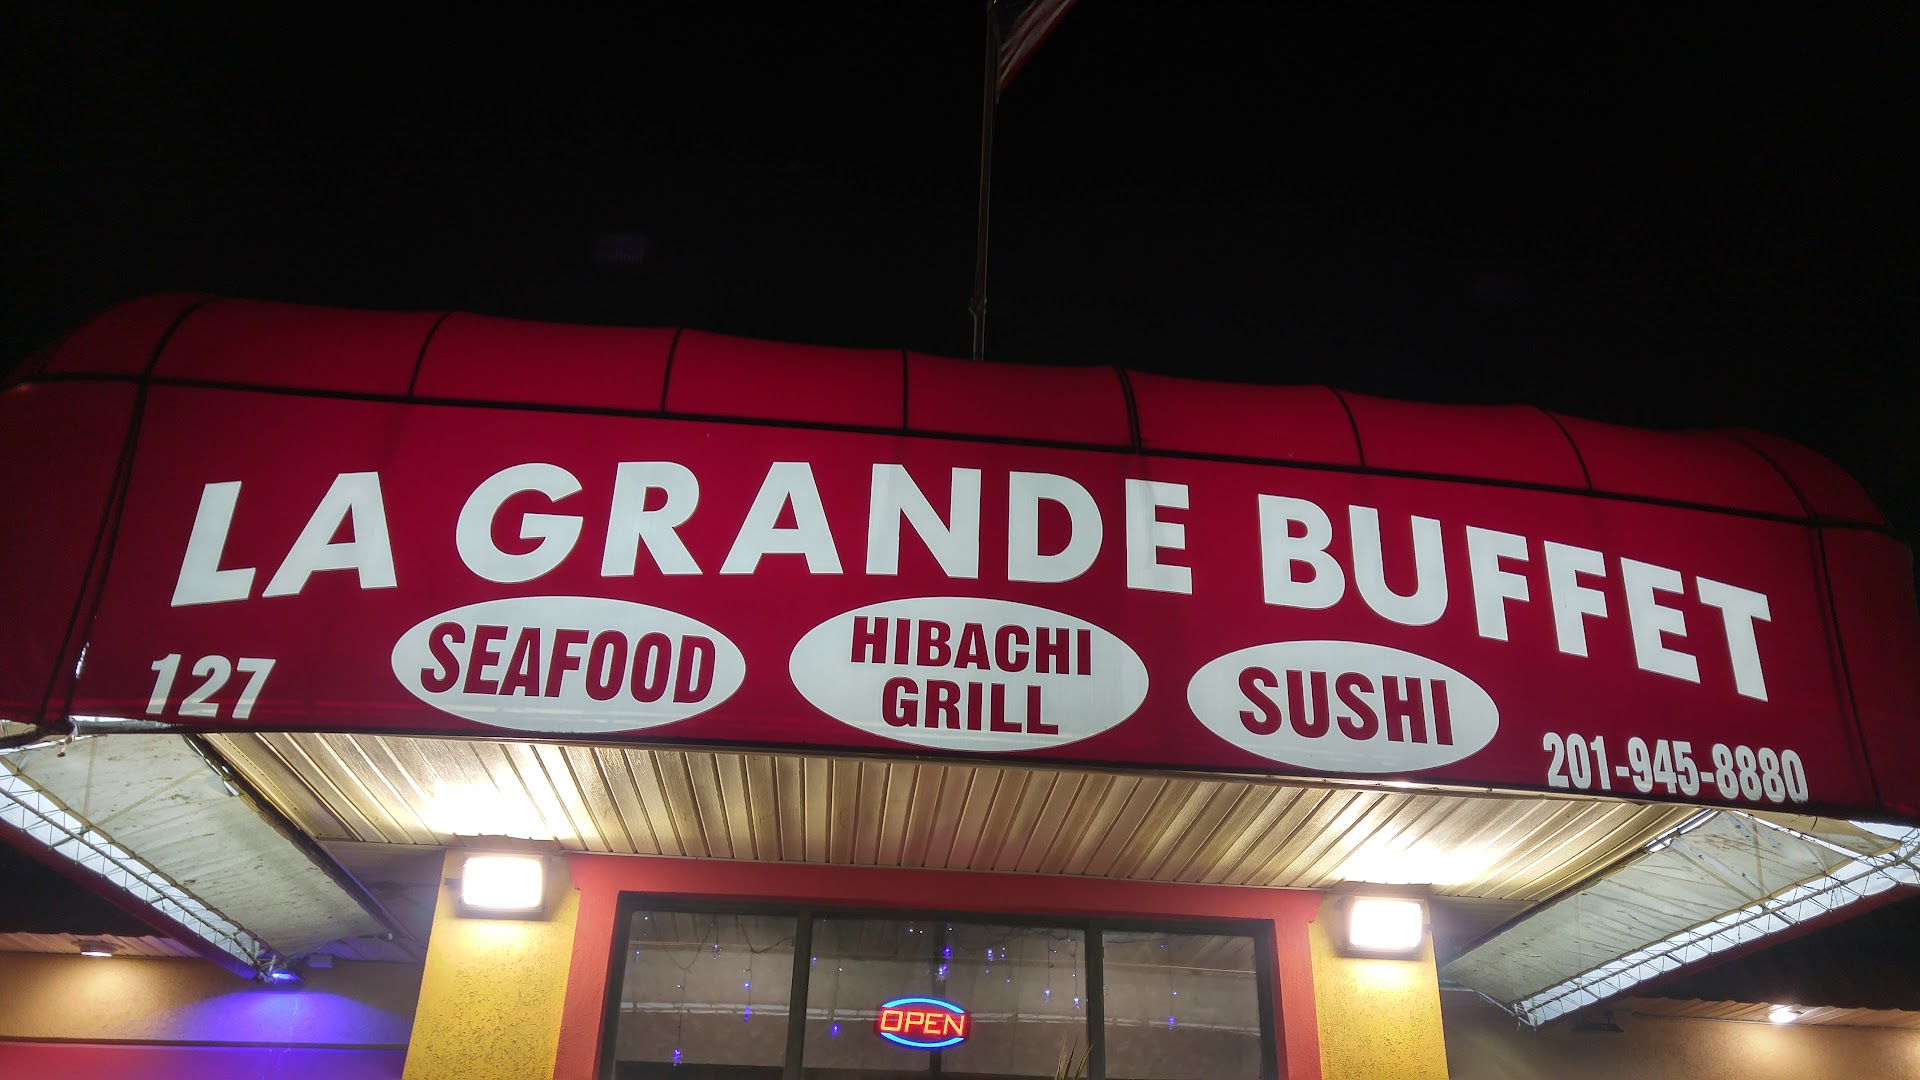 LA GRANDE BUFFET
127
SEAFOOD
HIBACHI
GRILL
SUSHI
201-945-8880
OPEN